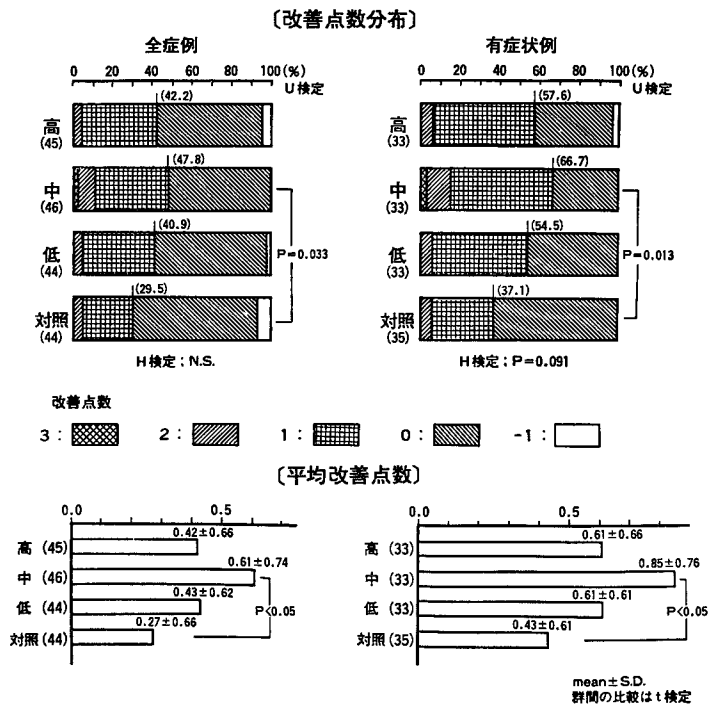 〔改善点数分布〕
全症例
0 20 40 60 80 100(%)
U検定
高
(45)
(42.2)
中
(46)
(47.8)
低
(44)
(40.9)
対照
(44)
(29.5)
P=0.033
H検定；N.S.
有症状例
0 20 40 60 80 100(%)
U検定
高
(33)
(57.6)
中
(33)
(66.7)
低
(33)
(54.5)
対照
(35)
(37.1)
P=0.013
H検定；P=0.091
改善点数
3： 2： 1： 0： -1：
〔平均改善点数〕
0.0 0.5
高 (45) 0.42±0.66
中 (46) 0.61±0.74
低 (44) 0.43±0.62
対照(44) 0.27±0.66
P<0.05
0.0 0.5
高 (33) 0.61±0.66
中 (33) 0.85±0.76
低 (33) 0.61±0.61
対照(35) 0.43±0.61
P<0.05
mean±S.D.
群間の比較はt検定